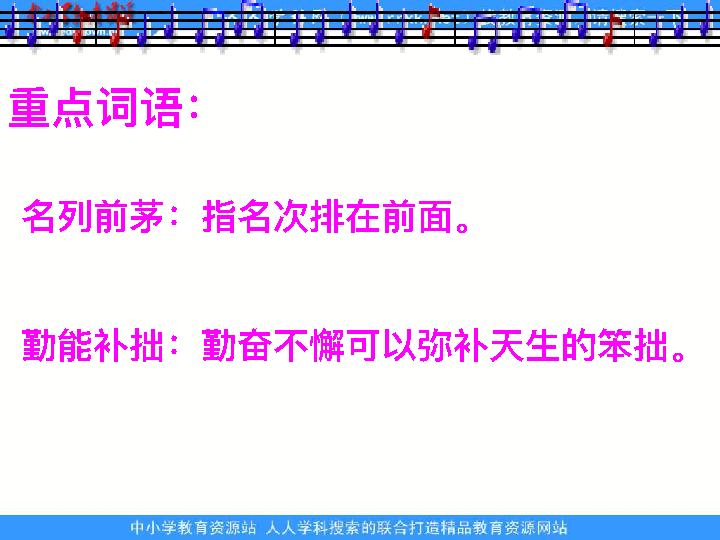 重点词语：
名列前茅：指名次排在前面。
勤能补拙：勤奋不懈可以弥补天生的笨拙。
中小学教育资源站 人人学科搜索的联合打造精品教育资源网站